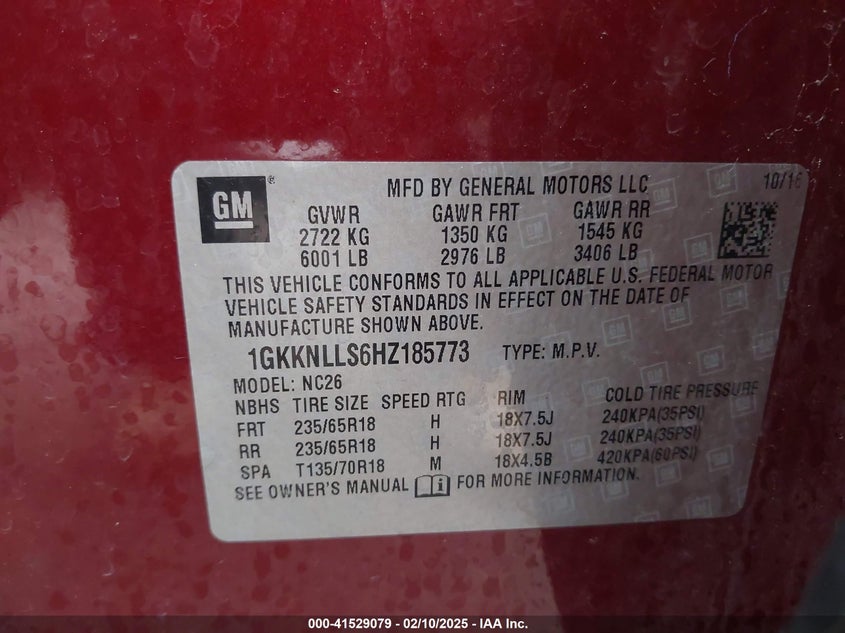 GM ® MFD BY GENERAL MOTORS LLC 10/16
GVWR GAWR FRT GAWR RR
2722 KG 1350 KG 1545 KG
6001 LB 2976 LB 3406 LB
THIS VEHICLE CONFORMS TO ALL APPLICABLE U.S. FEDERAL MOTOR
VEHICLE SAFETY STANDARDS IN EFFECT ON THE DATE OF
MANUFACTURE SHOWN ABOVE.
1GKKNLLS6HZ185773 TYPE: M.P.V.
MODEL: NC26
NBHS TIRE SIZE SPEED RTG RIM COLD TIRE PRESSURE
FRT 235/65R18 H 18X7.5J 240KPA(35PSI)
RR 235/65R18 H 18X7.5J 240KPA(35PSI)
SPA T135/70R18 M 18X4.5B 420KPA(60PSI)
SEE OWNER'S MANUAL i FOR MORE INFORMATION.
000-41529079 - 02/10/2025 - IAA Inc.